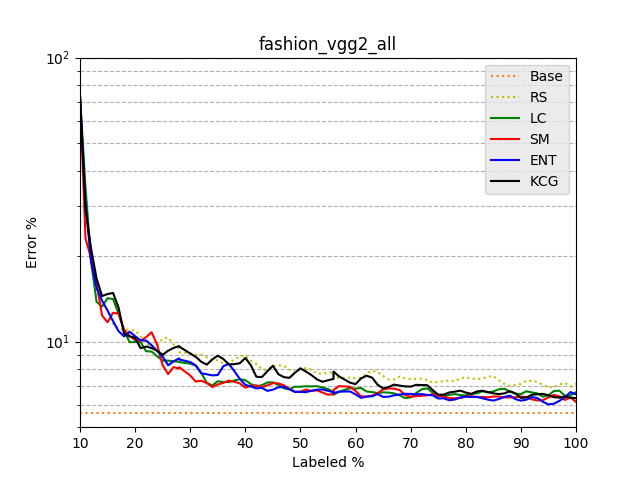 fashion_vgg2_all
10²
10¹
Error %
10 20 30 40 50 60 70 80 90 100
Labeled %
Base
RS
LC
SM
ENT
KCG